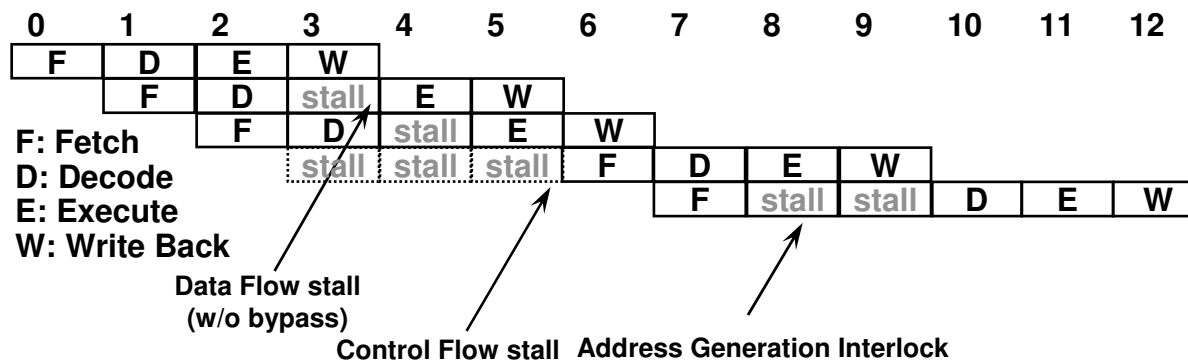 0 1 2 3 4 5 6 7 8 9 10 11 12
F D E W
F D stall E W
F D stall E W
stall stall stall F D E W
F stall stall D E W
F: Fetch
D: Decode
E: Execute
W: Write Back
Data Flow stall
(w/o bypass)
Control Flow stall
Address Generation Interlock